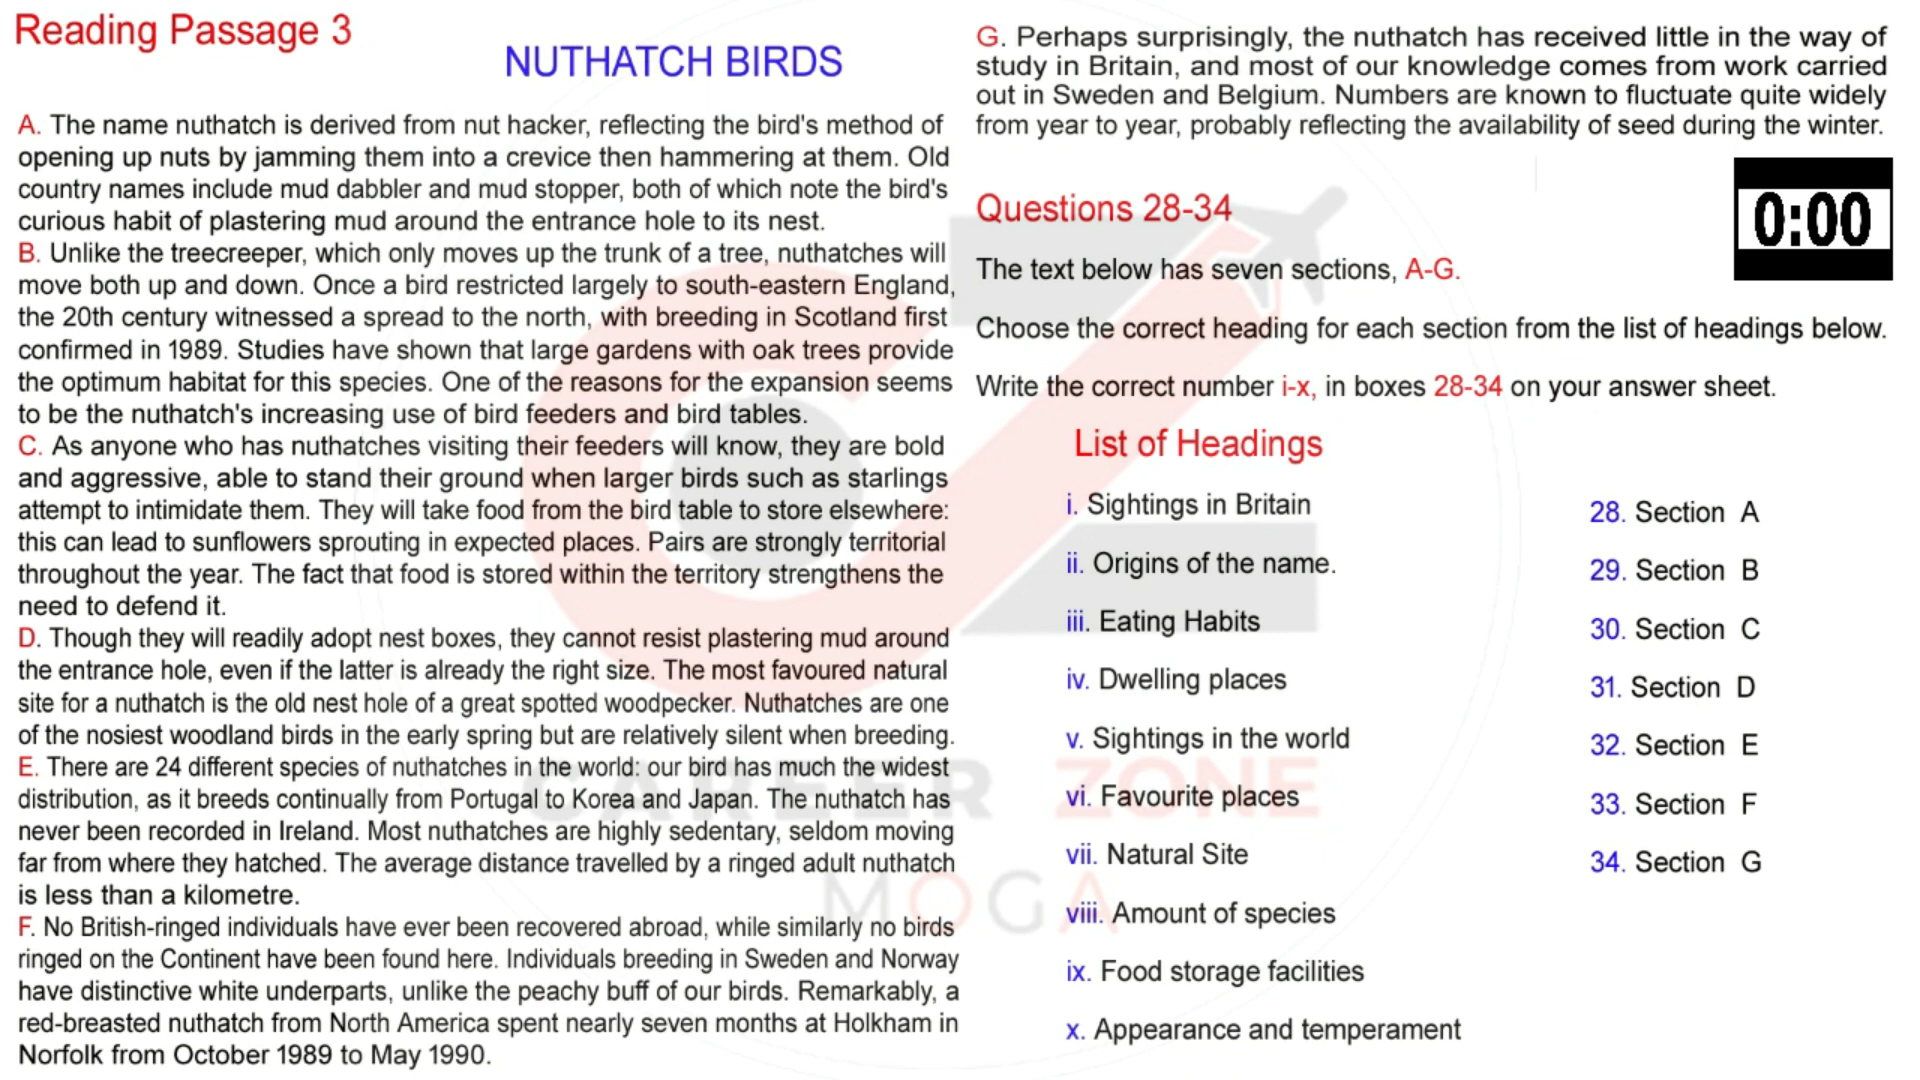 Reading Passage 3
NUTHATCH BIRDS
A. The name nuthatch is derived from nut hacker, reflecting the bird's method of
opening up nuts by jamming them into a crevice then hammering at them. Old
country names include mud dabbler and mud stopper, both of which note the bird's
curious habit of plastering mud around the entrance hole to its nest.
B. Unlike the treecreeper, which only moves up the trunk of a tree, nuthatches will
move both up and down. Once a bird restricted largely to south-eastern England,
the 20th century witnessed a spread to the north, with breeding in Scotland first
confirmed in 1989. Studies have shown that large gardens with oak trees provide
the optimum habitat for this species. One of the reasons for the expansion seems
to be the nuthatch's increasing use of bird feeders and bird tables.
C. As anyone who has nuthatches visiting their feeders will know, they are bold
and aggressive, able to stand their ground when larger birds such as starlings
attempt to intimidate them. They will take food from the bird table to store elsewhere:
this can lead to sunflowers sprouting in expected places. Pairs are strongly territorial
throughout the year. The fact that food is stored within the territory strengthens the
need to defend it.
D. Though they will readily adopt nest boxes, they cannot resist plastering mud around
the entrance hole, even if the latter is already the right size. The most favoured natural
site for a nuthatch is the old nest hole of a great spotted woodpecker. Nuthatches are one
of the nosiest woodland birds in the early spring but are relatively silent when breeding.
E. There are 24 different species of nuthatches in the world: our bird has much the widest
distribution, as it breeds continually from Portugal to Korea and Japan. The nuthatch has
never been recorded in Ireland. Most nuthatches are highly sedentary, seldom moving
far from where they hatched. The average distance travelled by a ringed adult nuthatch
is less than a kilometre.
F. No British-ringed individuals have ever been recovered abroad, while similarly no birds
ringed on the Continent have been found here. Individuals breeding in Sweden and Norway
have distinctive white underparts, unlike the peachy buff of our birds. Remarkably, a
red-breasted nuthatch from North America spent nearly seven months at Holkham in
Norfolk from October 1989 to May 1990.
G. Perhaps surprisingly, the nuthatch has received little in the way of
study in Britain, and most of our knowledge comes from work carried
out in Sweden and Belgium. Numbers are known to fluctuate quite widely
from year to year, probably reflecting the availability of seed during the winter.
0:00
Questions 28-34
The text below has seven sections, A-G.
Choose the correct heading for each section from the list of headings below.
Write the correct number i-x, in boxes 28-34 on your answer sheet.
List of Headings
i. Sightings in Britain
ii. Origins of the name.
iii. Eating Habits
iv. Dwelling places
v. Sightings in the world
vi. Favourite places
vii. Natural Site
viii. Amount of species
ix. Food storage facilities
x. Appearance and temperament
28. Section A
29. Section B
30. Section C
31. Section D
32. Section E
33. Section F
34. Section G
CAREER ZONE
MOGA